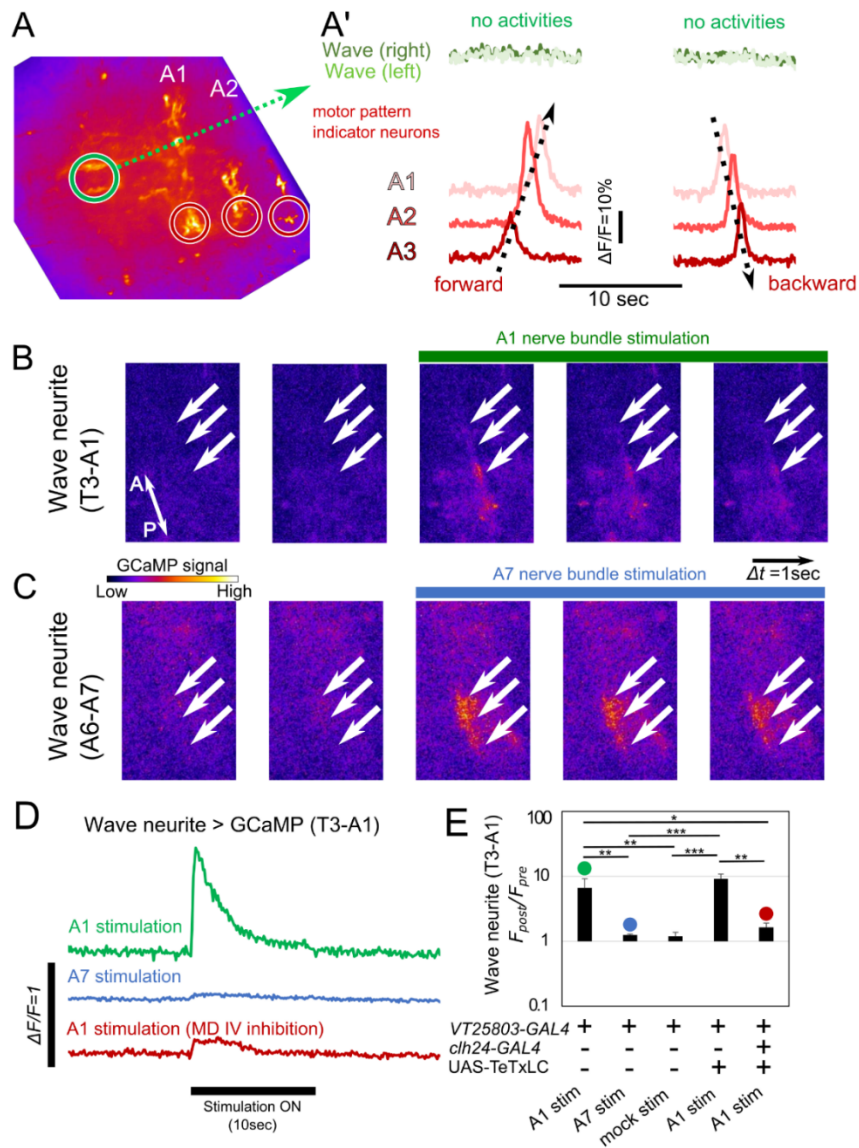 A
A1
A2
A'
no activities
no activities
Wave (right)
Wave (left)
motor pattern
indicator neurons
A1
A2
A3
ΔF/F=10%
forward
backward
10 sec
B
A1 nerve bundle stimulation
Wave neurite
(T3-A1)
A
P
GCaMP signal
Low
High
Δt =1sec
C
A7 nerve bundle stimulation
Wave neurite
(A6-A7)
D
Wave neurite > GCaMP (T3-A1)
A1 stimulation
A7 stimulation
A1 stimulation (MD IV inhibition)
ΔF/F=1
Stimulation ON
(10sec)
E
Wave neurite (T3-A1)
Fpost/Fpre
100
10
1
0.1
*
***
**
**
***
**
VT25803-GAL4 + + + + +
clh24-GAL4 - - - - +
UAS-TeTxLC - - - + +
A1 stim
A7 stim
mock stim
A1 stim
A1 stim